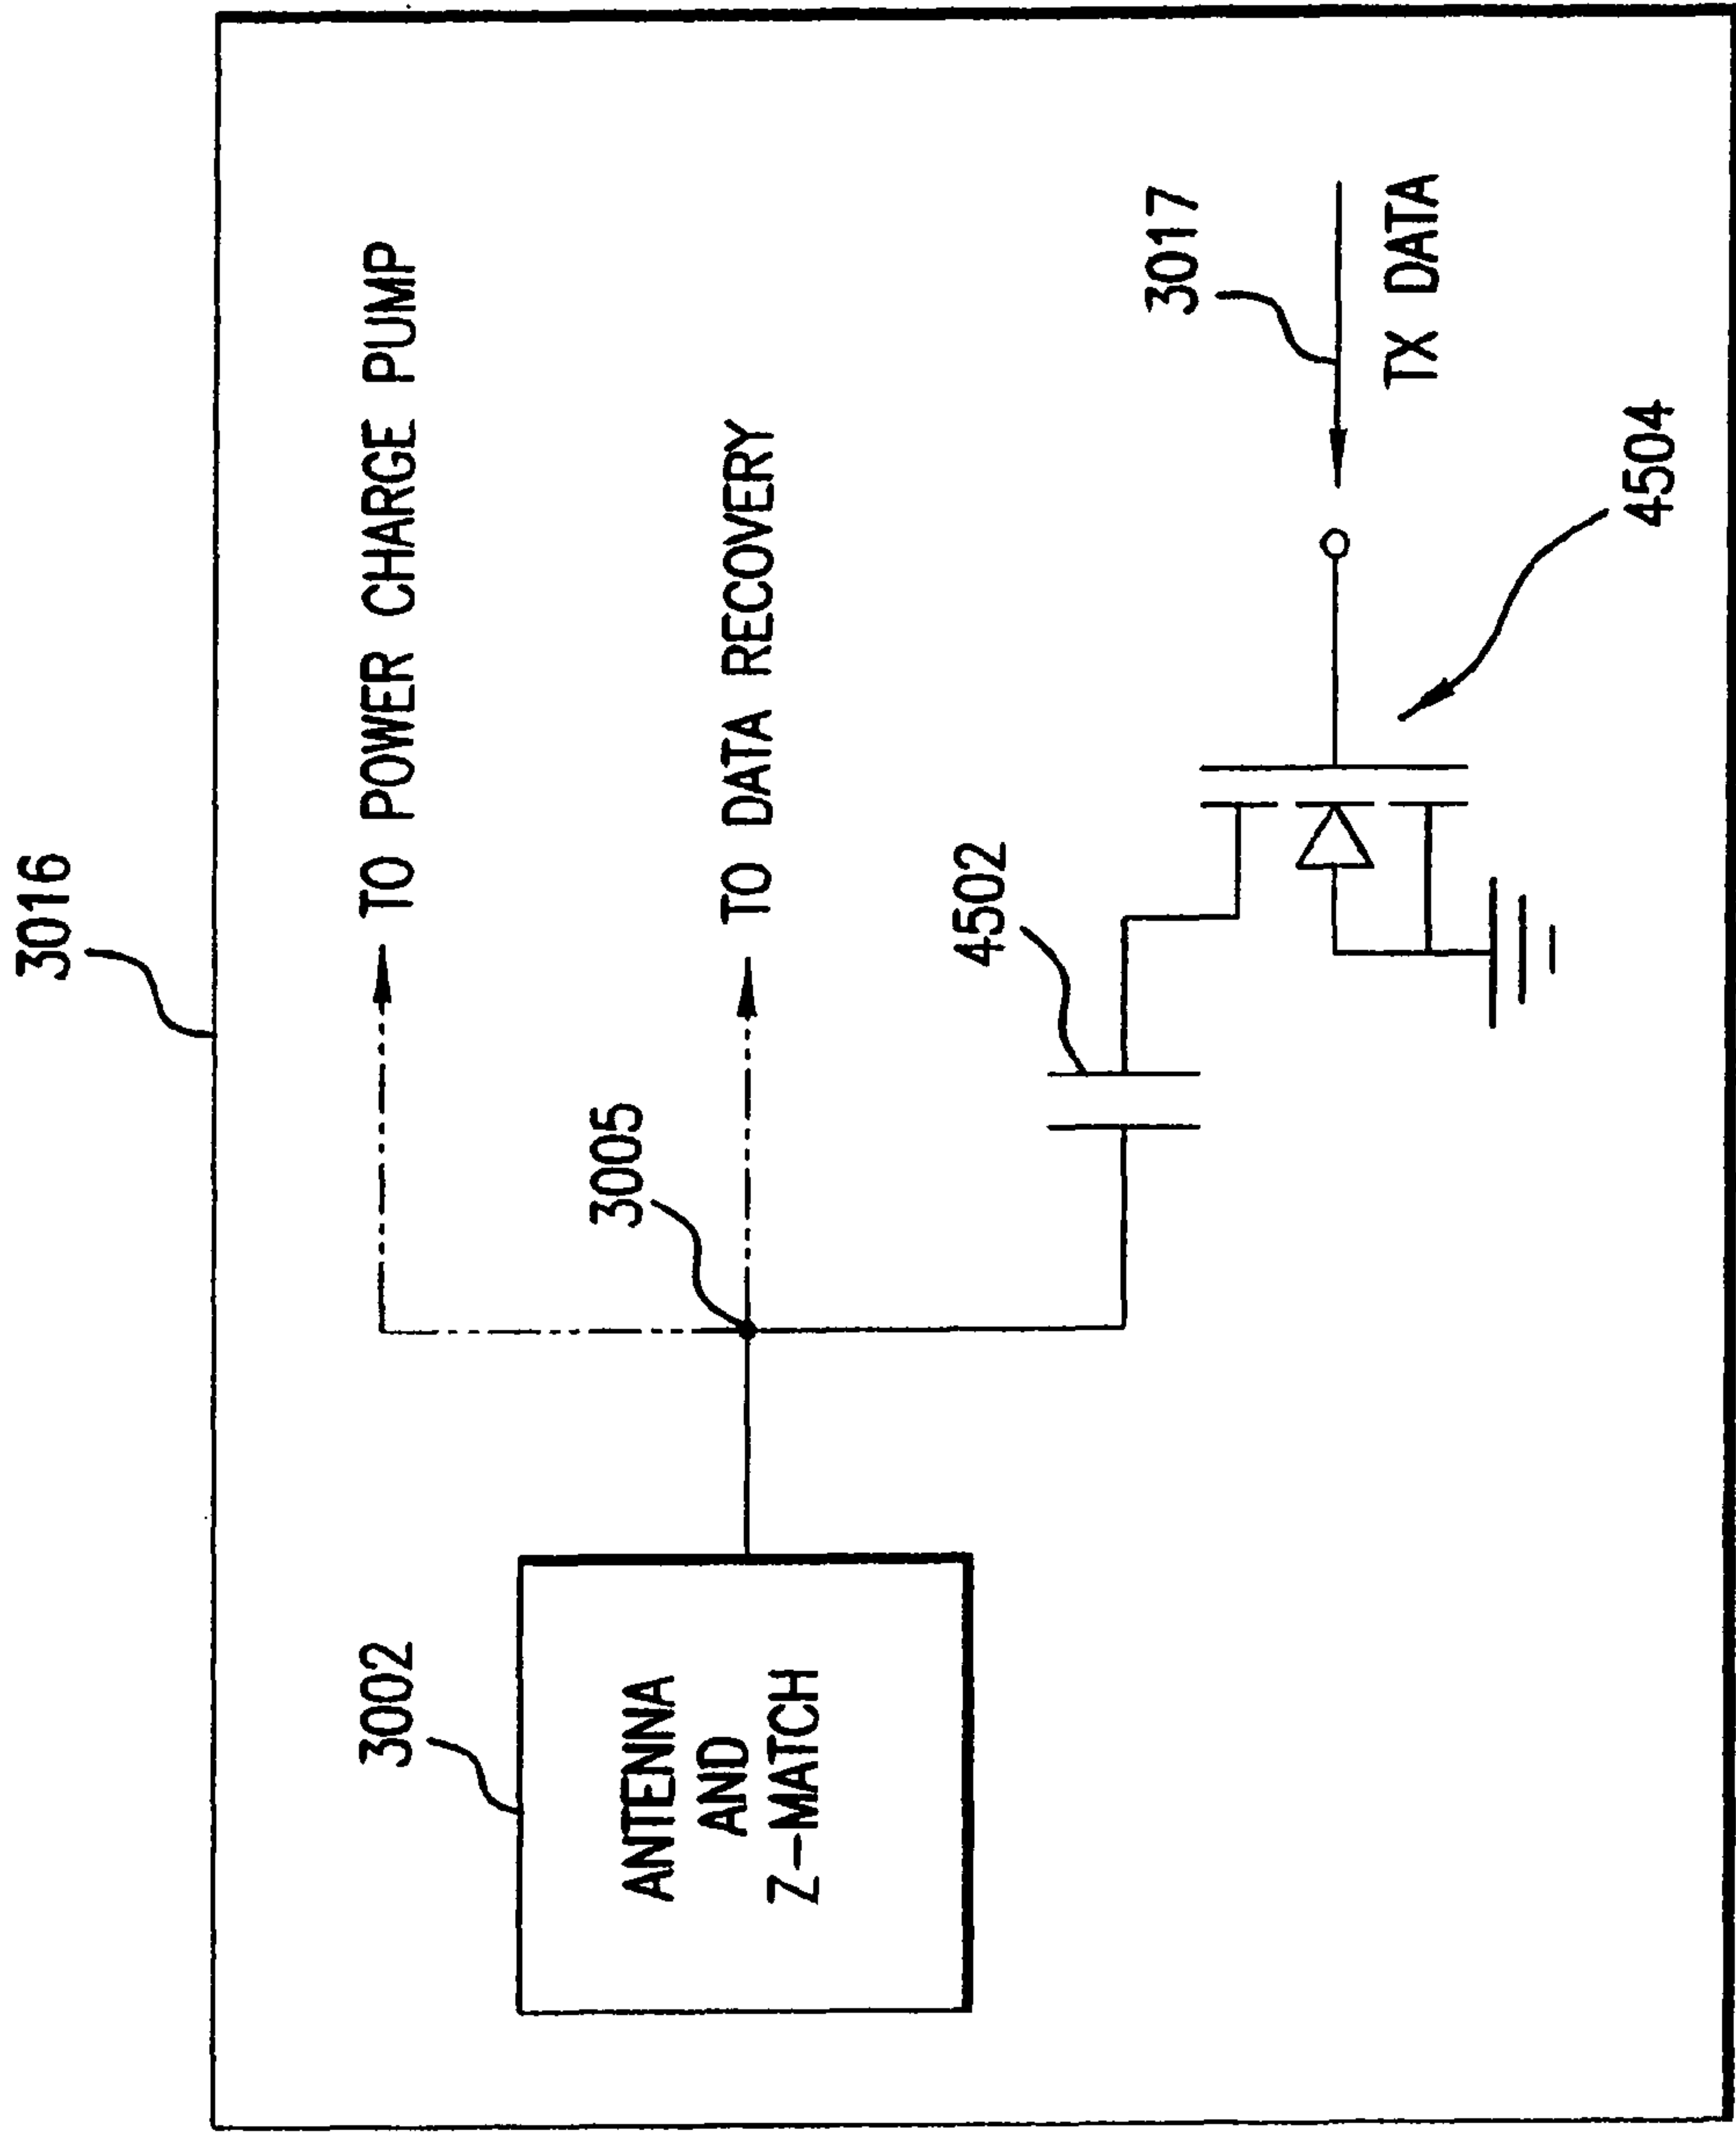 3016
TO POWER CHARGE PUMP
3002
3005
TO DATA RECOVERY
ANTENNA
AND
Z-MATCH
4502
3017
TX DATA
4504